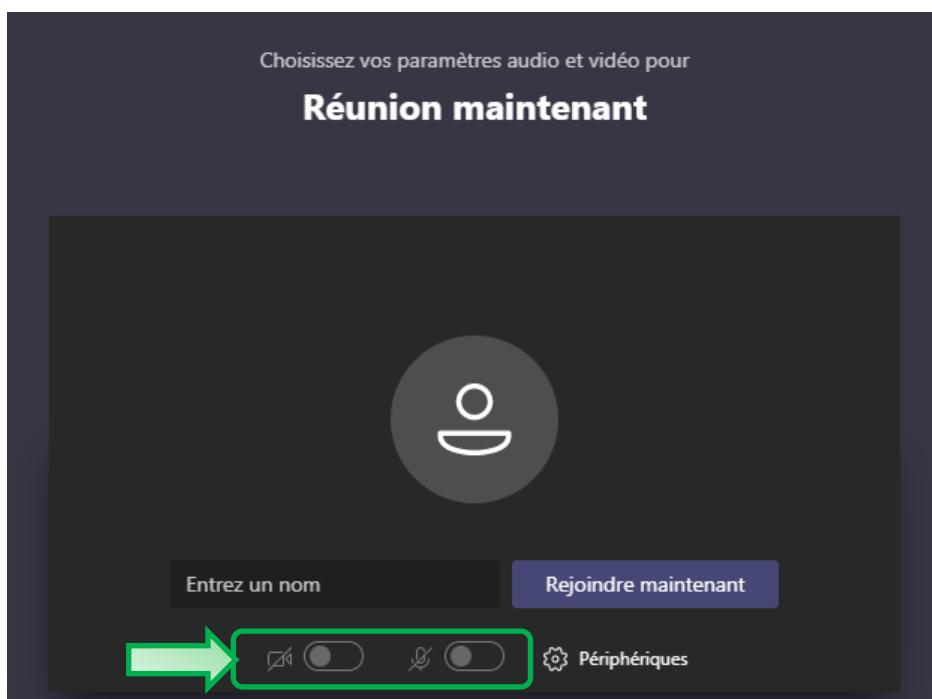 Choisissez vos paramètres audio et vidéo pour
Réunion maintenant
Entrez un nom
Rejoindre maintenant
Périphériques